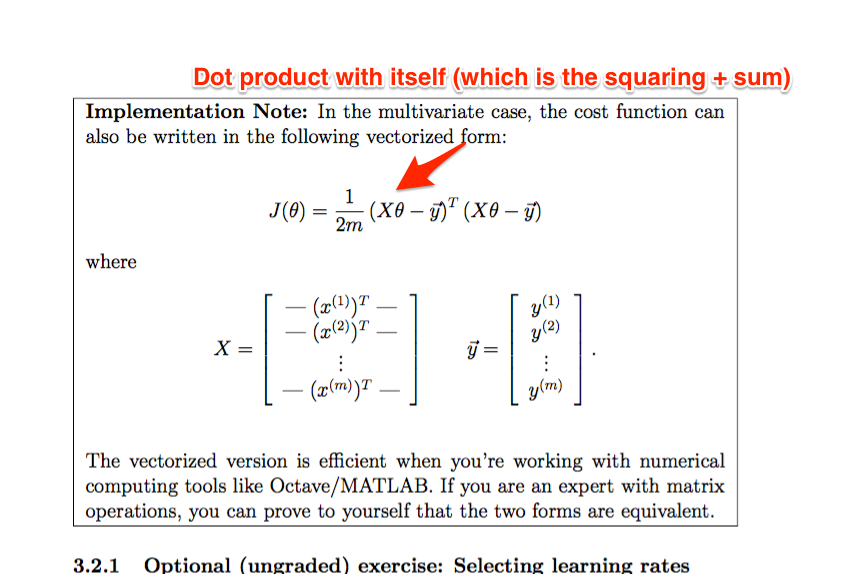 Dot product with itself (which is the squaring + sum)
Implementation Note: In the multivariate case, the cost function can
also be written in the following vectorized form:
J(θ) = \frac{1}{2m} (Xθ − \vec{y})^T (Xθ − \vec{y})
where
X = \begin{bmatrix} — (x^{(1)})^T — \\ — (x^{(2)})^T — \\ \vdots \\ — (x^{(m)})^T — \end{bmatrix} \vec{y} = \begin{bmatrix} y^{(1)} \\ y^{(2)} \\ \vdots \\ y^{(m)} \end{bmatrix}.
The vectorized version is efficient when you're working with numerical
computing tools like Octave/MATLAB. If you are an expert with matrix
operations, you can prove to yourself that the two forms are equivalent.
3.2.1 Optional (ungraded) exercise: Selecting learning rates